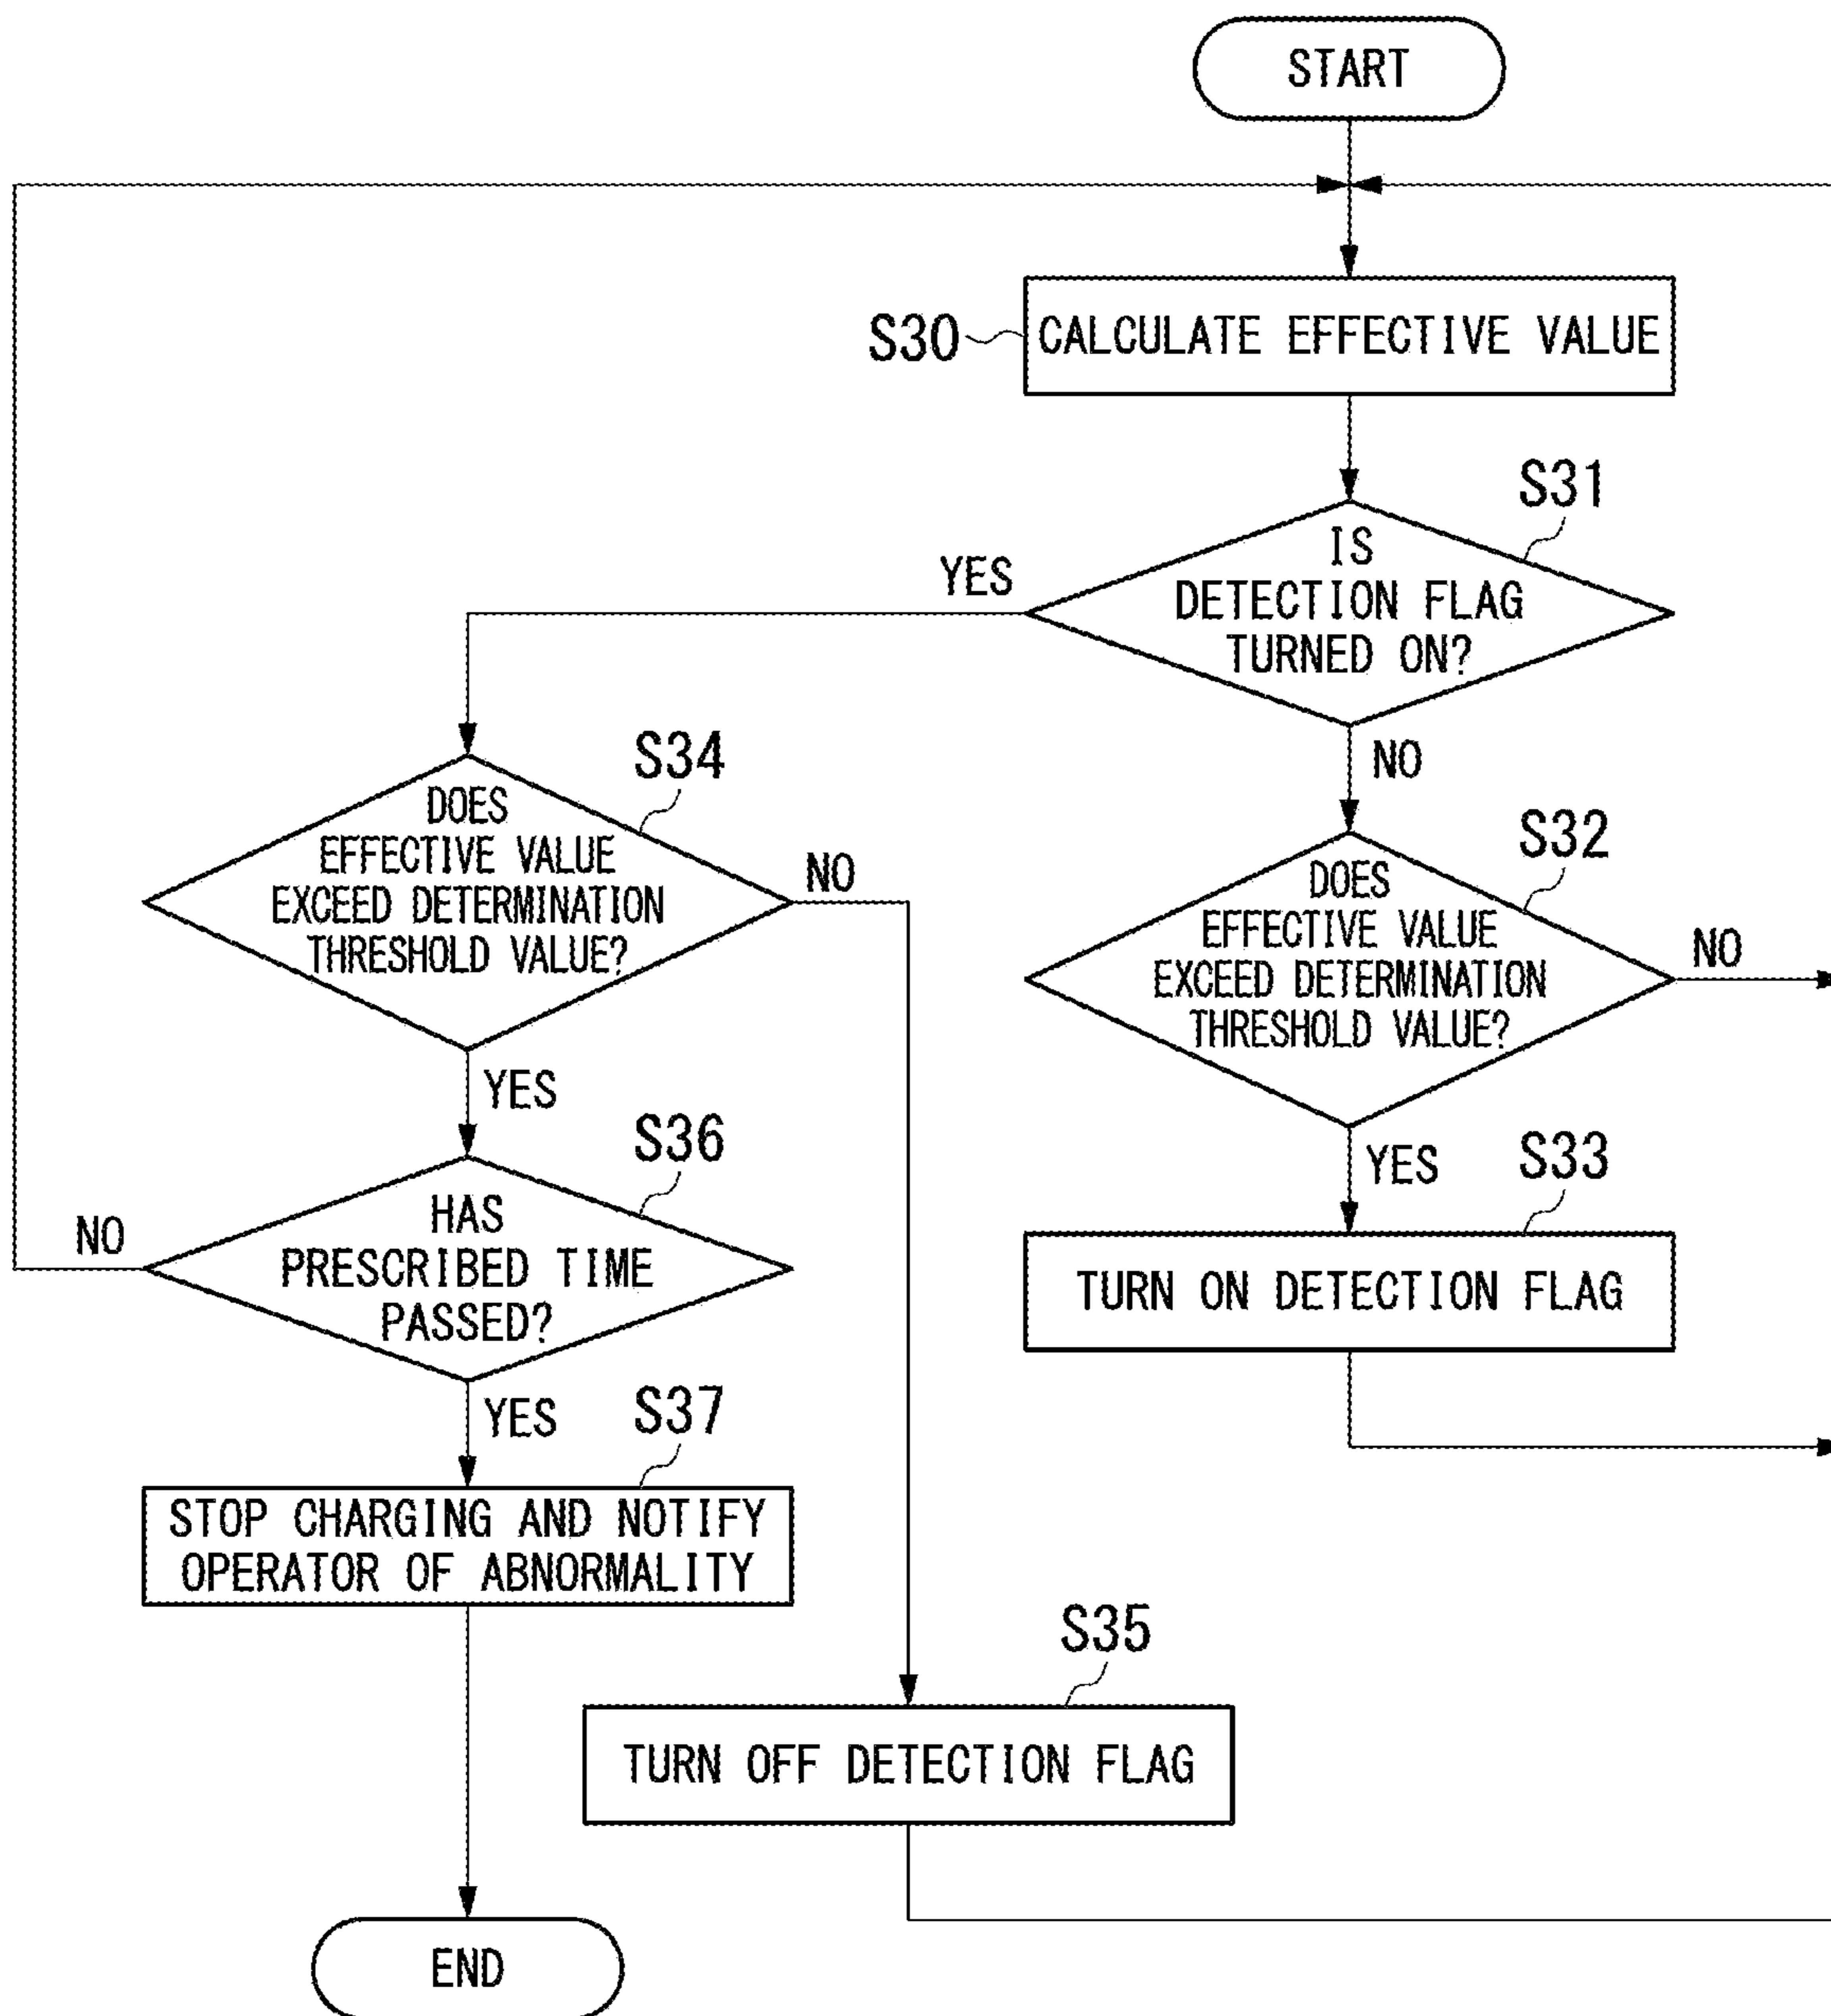 START
S30
CALCULATE EFFECTIVE VALUE
S31
IS
DETECTION FLAG
TURNED ON?
YES
NO
S34
DOES
EFFECTIVE VALUE
EXCEED DETERMINATION
THRESHOLD VALUE?
NO
YES
S32
DOES
EFFECTIVE VALUE
EXCEED DETERMINATION
THRESHOLD VALUE?
NO
YES
S33
TURN ON DETECTION FLAG
S36
HAS
PRESCRIBED TIME
PASSED?
NO
YES
S37
STOP CHARGING AND NOTIFY
OPERATOR OF ABNORMALITY
S35
TURN OFF DETECTION FLAG
END